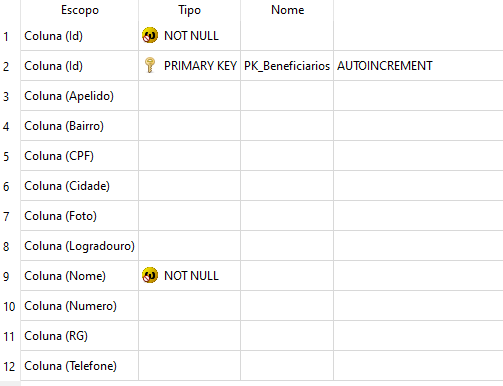 Escopo Tipo Nome
1 Coluna (Id) NOT NULL
2 Coluna (Id) PRIMARY KEY PK_Beneficiarios AUTOINCREMENT
3 Coluna (Apelido)
4 Coluna (Bairro)
5 Coluna (CPF)
6 Coluna (Cidade)
7 Coluna (Foto)
8 Coluna (Logradouro)
9 Coluna (Nome) NOT NULL
10 Coluna (Numero)
11 Coluna (RG)
12 Coluna (Telefone)